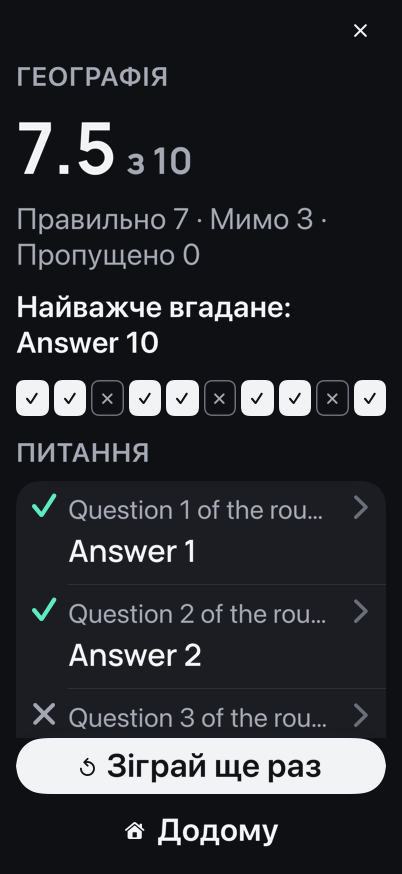 ГЕОГРАФІЯ
7.5 з 10
Правильно 7 · Мимо 3 ·
Пропущено 0
Найважче вгадане:
Answer 10
ПИТАННЯ
Question 1 of the rou...
Answer 1
Question 2 of the rou...
Answer 2
Question 3 of the rou...
Зіграй ще раз
Додому